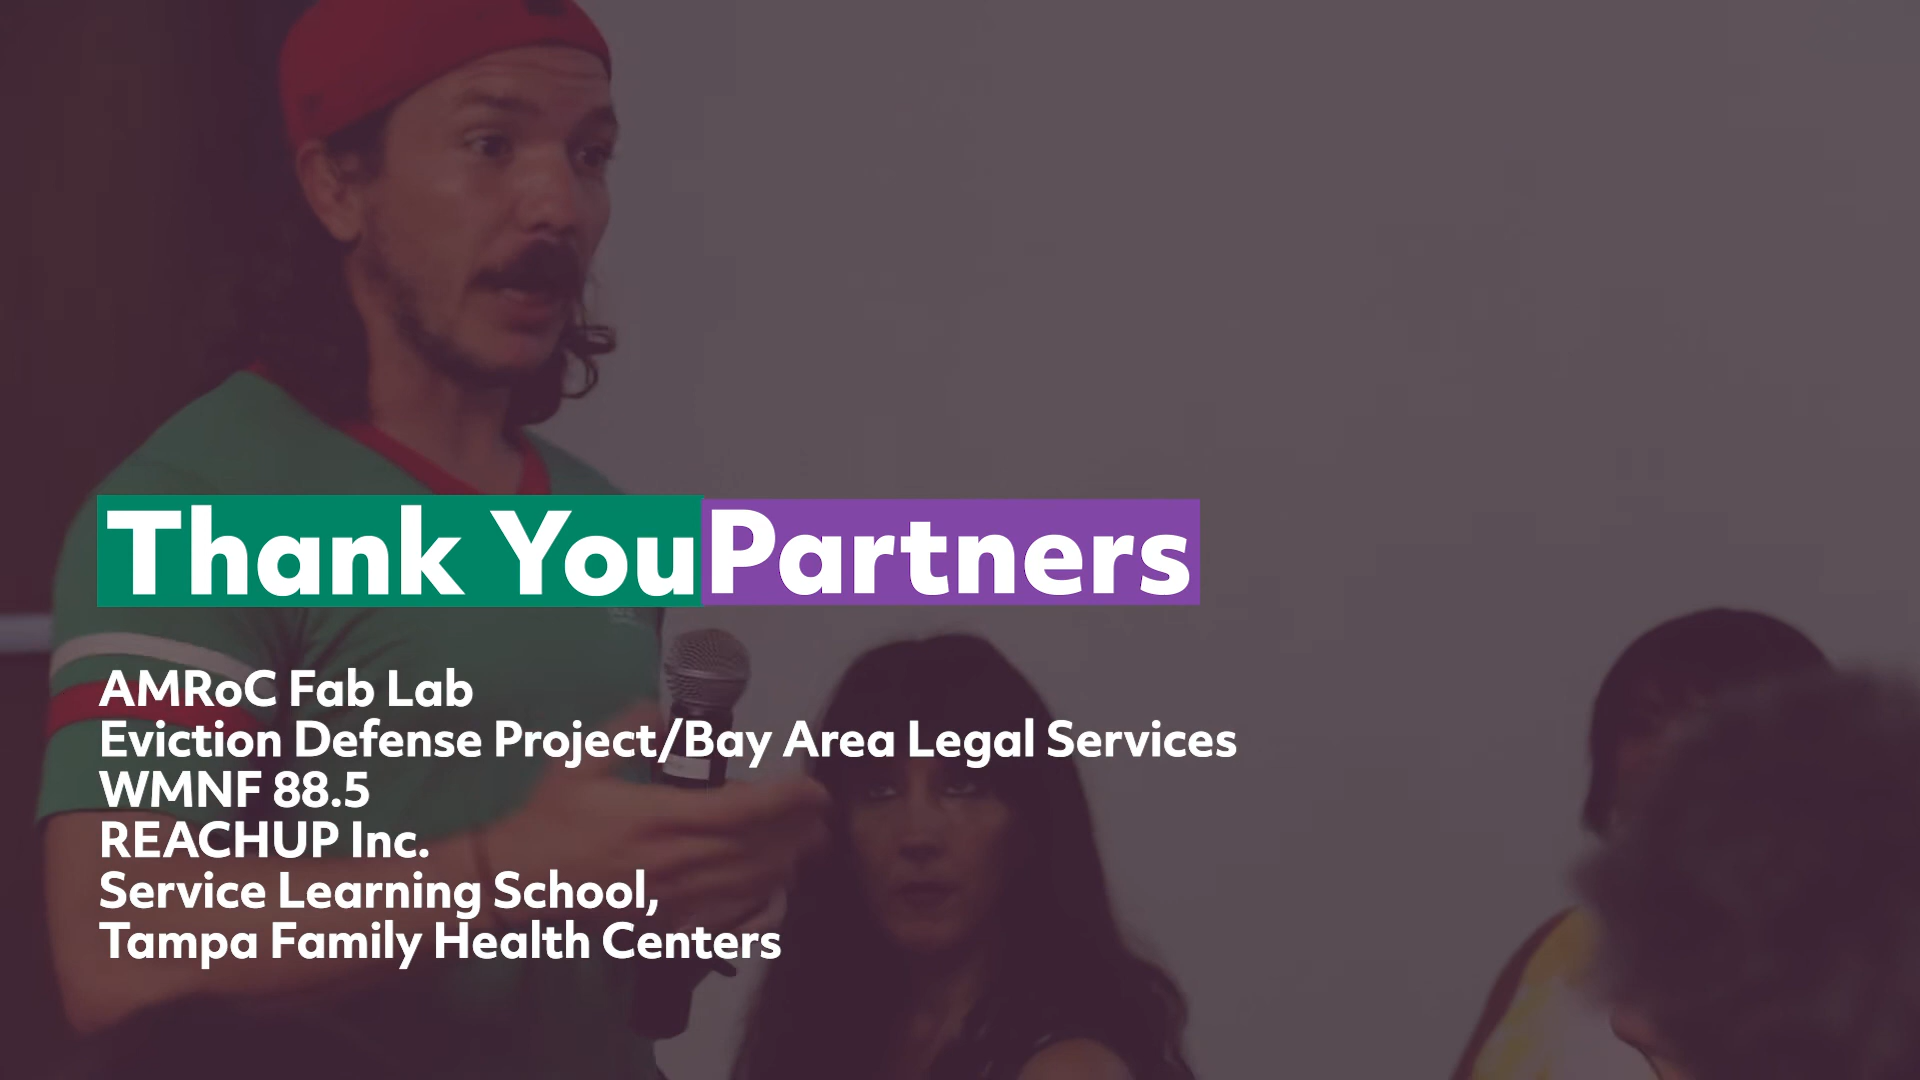 Thank You Partners
AMRoC Fab Lab
Eviction Defense Project/Bay Area Legal Services
WMNF 88.5
REACHUP Inc.
Service Learning School,
Tampa Family Health Centers